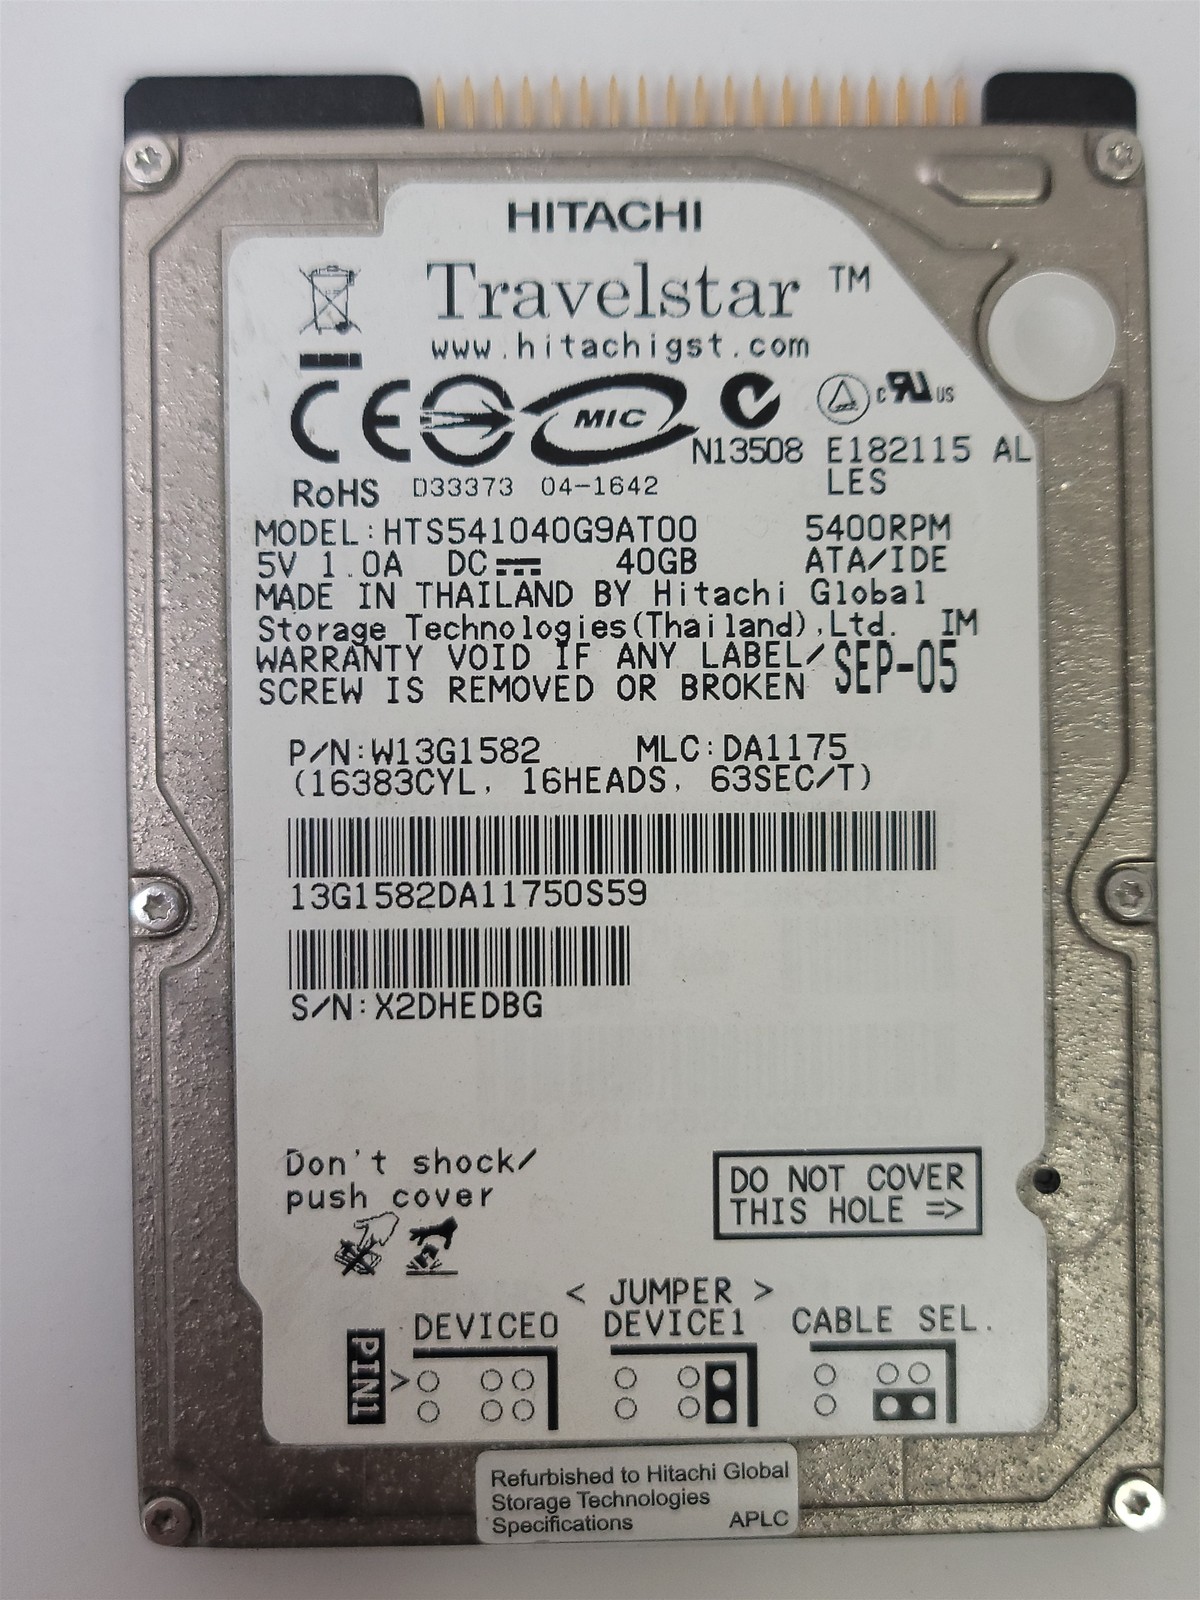 HITACHI
Travelstar ™
www.hitachigst.com
CE MIC
c RU us
N13508 E182115 AL
LES
RoHS D33373 04-1642
MODEL:HTS541040G9AT00 5400RPM
5V 1.0A DC 40GB ATA/IDE
MADE IN THAILAND BY Hitachi Global
Storage Technologies(Thailand),Ltd. IM
WARRANTY VOID IF ANY LABEL/
SCREW IS REMOVED OR BROKEN SEP-05
P/N:W13G1582 MLC:DA1175
(16383CYL, 16HEADS, 63SEC/T)
13G1582DA11750S59
S/N:X2DHEDBG
Don't shock/
push cover
DO NOT COVER
THIS HOLE =>
< JUMPER >
DEVICE0 DEVICE1 CABLE SEL.
PIN1 >
Refurbished to Hitachi Global
Storage Technologies
Specifications APLC